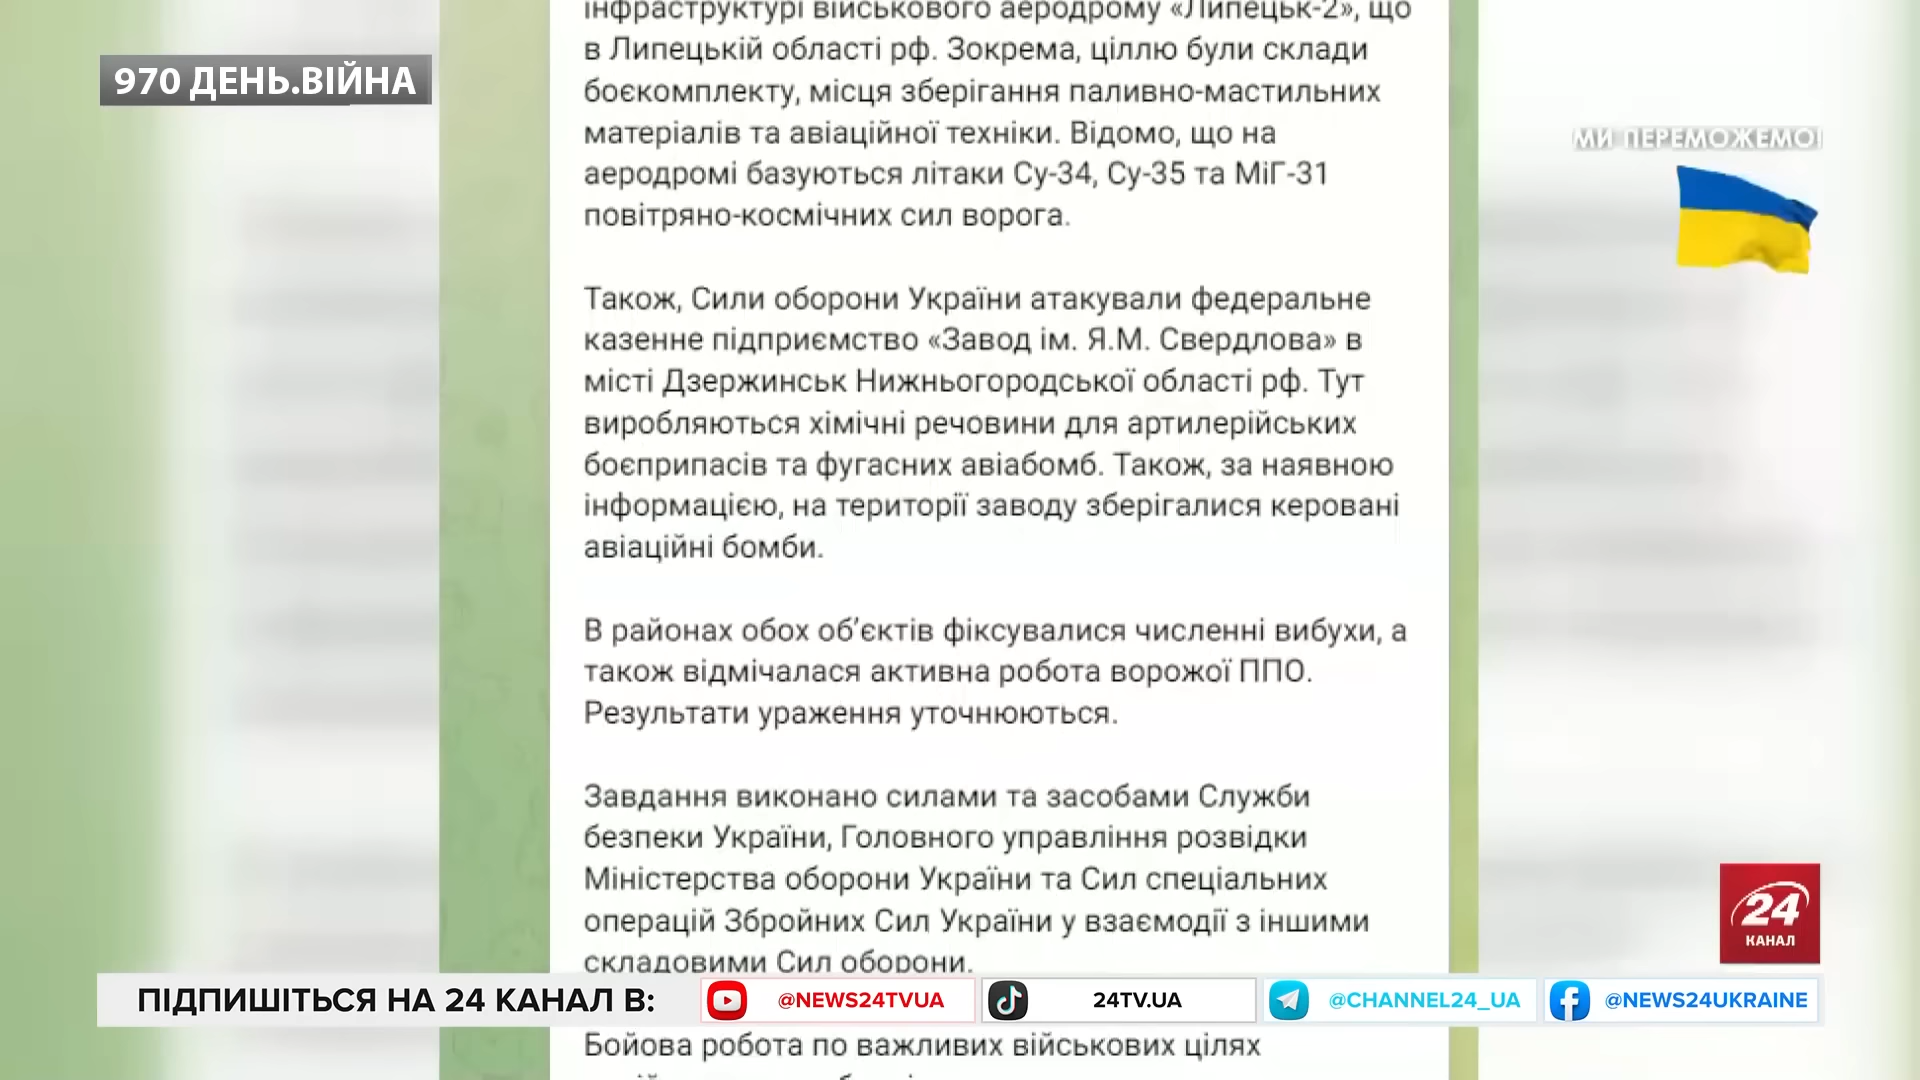 970 ДЕНЬ.ВІЙНА
МИ ПЕРЕМОЖЕМО!
інфраструктурі військового аеродрому «Липецьк-2», що
в Липецькій області рф. Зокрема, ціллю були склади
боєкомплекту, місця зберігання паливно-мастильних
матеріалів та авіаційної техніки. Відомо, що на
аеродромі базуються літаки Су-34, Су-35 та МіГ-31
повітряно-космічних сил ворога.
Також, Сили оборони України атакували федеральне
казенне підприємство «Завод ім. Я.М. Свердлова» в
місті Дзержинськ Нижньогородської області рф. Тут
виробляються хімічні речовини для артилерійських
боєприпасів та фугасних авіабомб. Також, за наявною
інформацією, на території заводу зберігалися керовані
авіаційні бомби.
В районах обох об’єктів фіксувалися численні вибухи, а
також відмічалася активна робота ворожої ППО.
Результати ураження уточнюються.
Завдання виконано силами та засобами Служби
безпеки України, Головного управління розвідки
Міністерства оборони України та Сил спеціальних
операцій Збройних Сил України у взаємодії з іншими
складовими Сил оборони.
24
КАНАЛ
ПІДПИШІТЬСЯ НА 24 КАНАЛ В:
@NEWS24TVUA
24TV.UA
@CHANNEL24_UA
@NEWS24UKRAINE
Бойова робота по важливих військових цілях